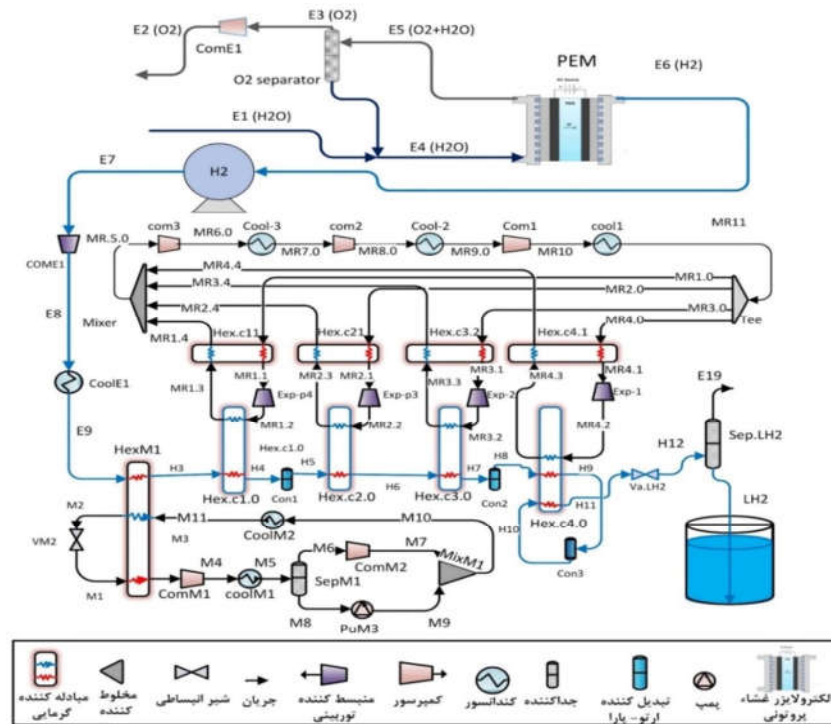 E3 (O2)
E2 (O2)
ComE1
E5 (O2+H2O)
PEM
E6 (H2)
O2 separator
E1 (H2O)
E4 (H2O)
E7
H2
COME1
MR.5.0
com3
MR6.0
Cool-3
MR7.0
com2
MR8.0
Cool-2
MR9.0
Com1
MR10
cool1
MR11
MR4.4
MR3.4
MR2.4
MR1.4
MR1.0
MR2.0
MR3.0
MR4.0
Mixer
Tee
E8
Hex.c11
Hex.c21
Hex.c3.2
Hex.c4.1
MR1.3
MR1.1
Exp-p4
MR2.3
MR2.1
Exp-p3
MR3.3
MR3.1
Exp-2
MR4.3
MR4.1
Exp-1
CoolE1
MR1.2
MR2.2
MR3.2
MR4.2
E19
E9
HexM1
Hex.c1.0
H3
H4
H5
H6
H7
H8
H9
H12
Sep.LH2
Con1
Con2
H11
Va.LH2
Hex.c1.0
Hex.c2.0
Hex.c3.0
Hex.c4.0
H10
Con3
LH2
M2
M11
M3
CoolM2
M10
VM2
M1
M4
M5
M6
M7
ComM1
coolM1
SepM1
ComM2
MixM1
M8
PuM3
M9
مبادله کننده گرمایی
مخلوط کننده
شیر انبساطی
جریان
منبسط کننده توربینی
کمپرسور
کندانسور
جداکننده
تبدیل کننده ارتو- پارا
پمپ
لکترولایزر غشاء پروتونی